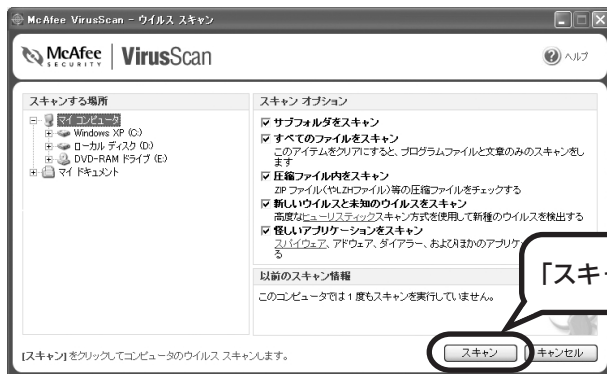 McAfee VirusScan - ウイルス スキャン
McAfee SECURITY VirusScan
ヘルプ
スキャンする場所
マイ コンピュータ
Windows XP (C:)
ローカル ディスク (D:)
DVD-RAM ドライブ (E:)
マイ ドキュメント
スキャン オプション
サブフォルダをスキャン
すべてのファイルをスキャン
このアイテムをクリアにすると、プログラムファイルと文章のみのスキャンをし
ます
圧縮ファイル内をスキャン
ZIP ファイル(やLZHファイル)等の圧縮ファイルをチェックする
新しいウイルスと未知のウイルスをスキャン
高度なヒューリスティックスキャン方式を使用して新種のウイルスを検出する
怪しいアプリケーションをスキャン
スパイウェア、アドウェア、ダイアラー、およびほかのアプリケ
る
以前のスキャン情報
このコンピュータでは 1 度もスキャンを実行していません。
「スキ
[スキャン] をクリックしてコンピュータのウイルス スキャンします。
スキャン
キャンセル